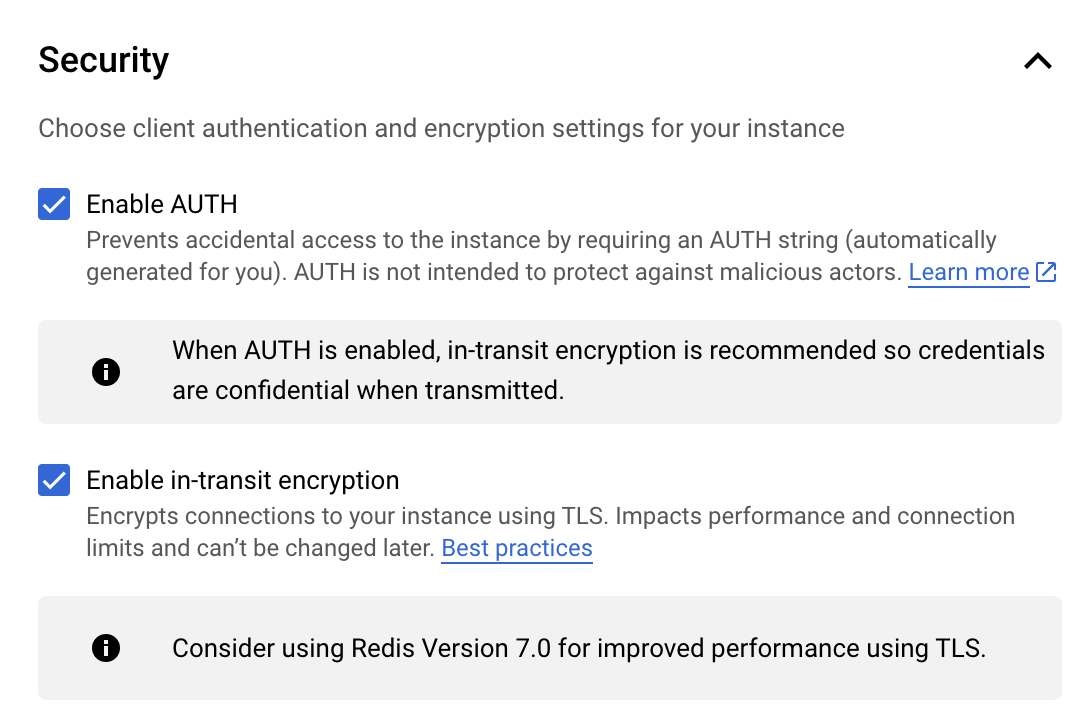 Security
Choose client authentication and encryption settings for your instance
Enable AUTH
Prevents accidental access to the instance by requiring an AUTH string (automatically
generated for you). AUTH is not intended to protect against malicious actors. Learn more
When AUTH is enabled, in-transit encryption is recommended so credentials
are confidential when transmitted.
Enable in-transit encryption
Encrypts connections to your instance using TLS. Impacts performance and connection
limits and can’t be changed later. Best practices
Consider using Redis Version 7.0 for improved performance using TLS.